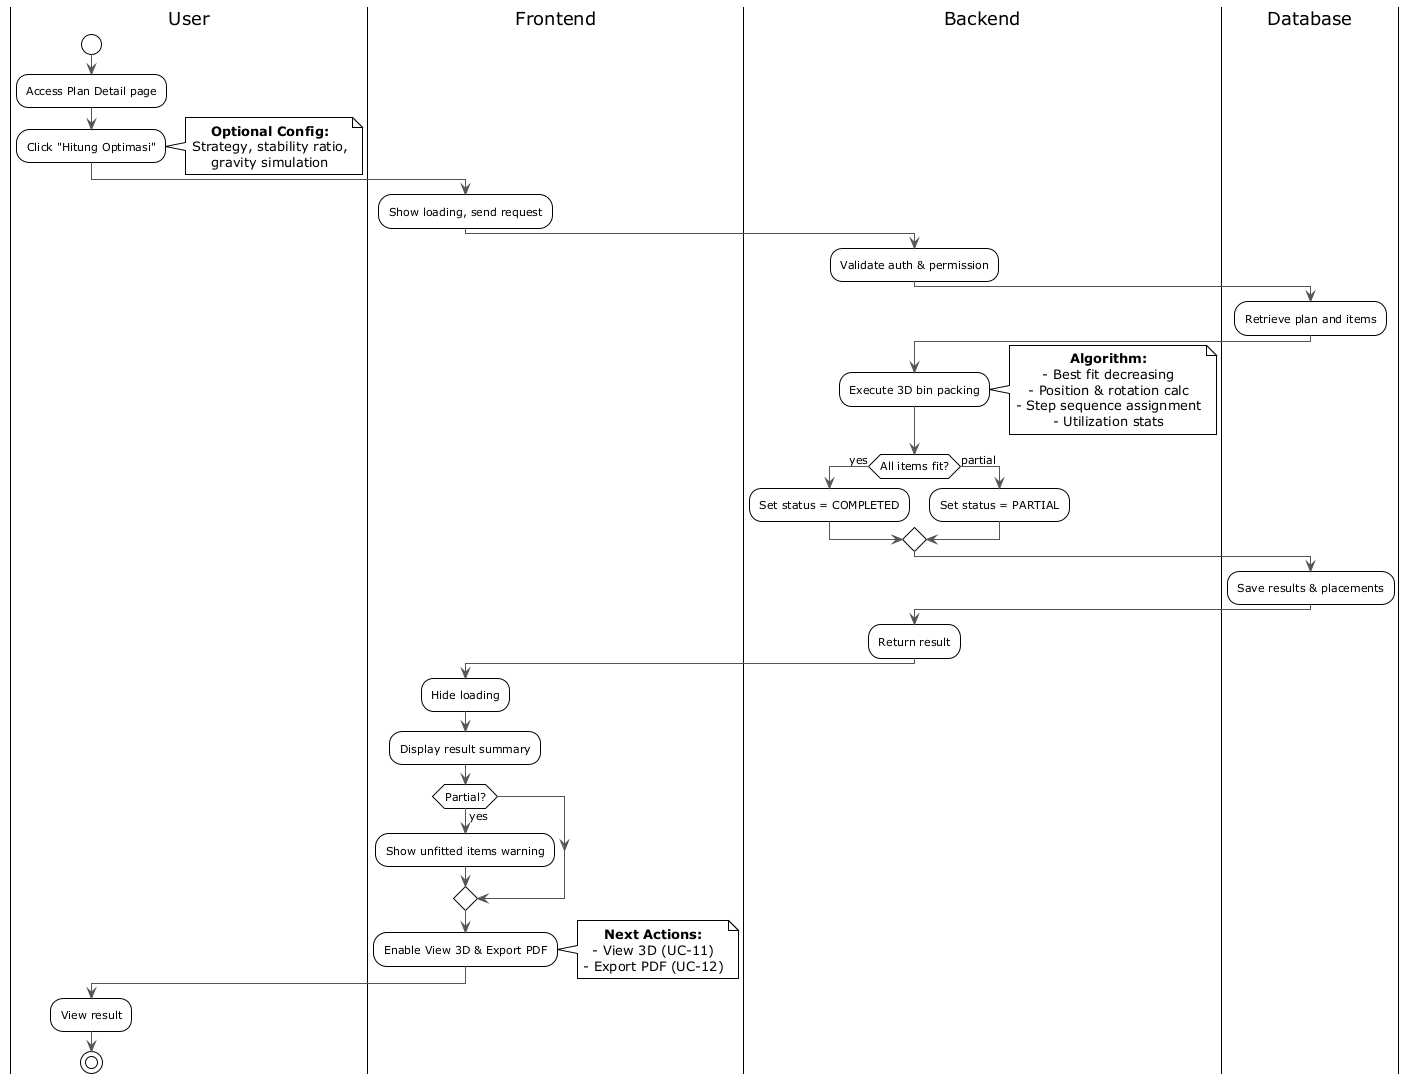 User
Frontend
Backend
Database
Access Plan Detail page
Click "Hitung Optimasi"
Optional Config:
Strategy, stability ratio,
gravity simulation
Show loading, send request
Validate auth & permission
Retrieve plan and items
Execute 3D bin packing
Algorithm:
- Best fit decreasing
- Position & rotation calc
- Step sequence assignment
- Utilization stats
All items fit?
yes
partial
Set status = COMPLETED
Set status = PARTIAL
Save results & placements
Return result
Hide loading
Display result summary
Partial?
yes
Show unfitted items warning
Enable View 3D & Export PDF
Next Actions:
- View 3D (UC-11)
- Export PDF (UC-12)
View result